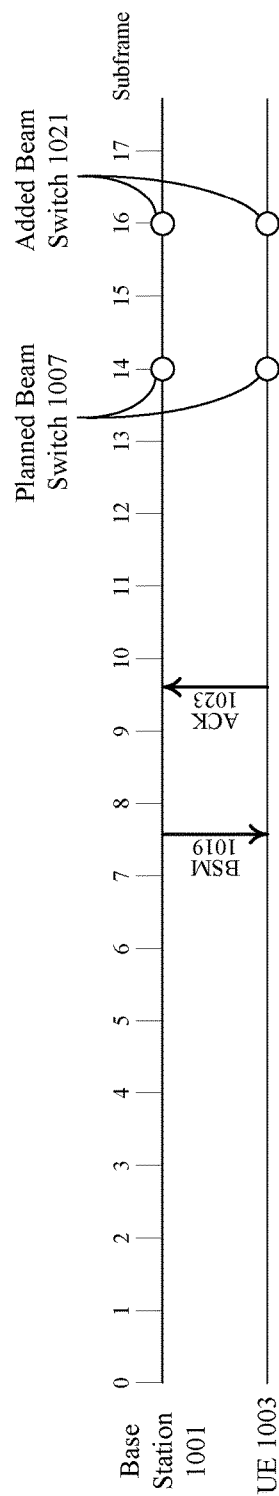 Planned Beam
Switch 1007
Added Beam
Switch 1021
0 1 2 3 4 5 6 7 8 9 10 11 12 13 14 15 16 17 Subframe
Base
Station
1001
BSM
1019
ACK
1023
UE 1003